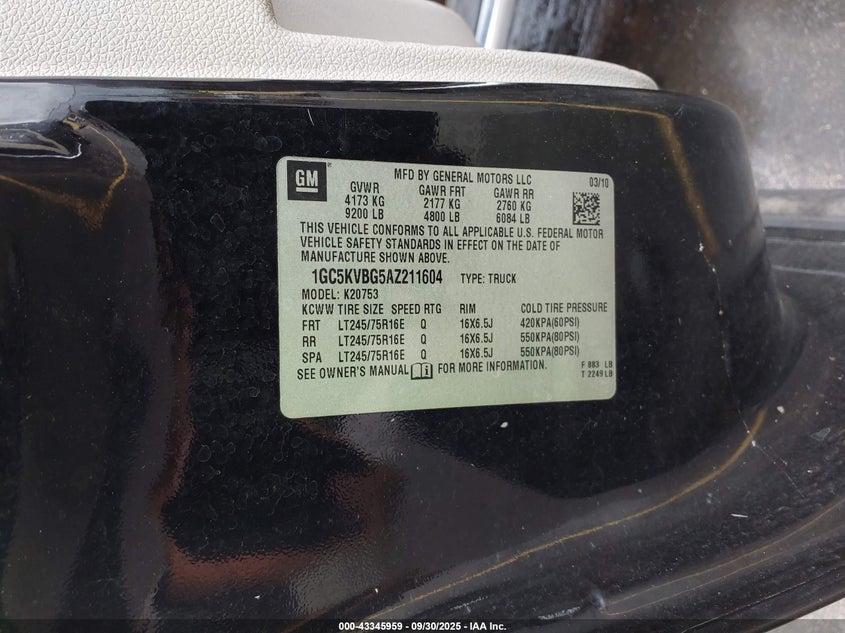 GM
MFD BY GENERAL MOTORS LLC 03/10
GVWR GAWR FRT GAWR RR
4173 KG 2177 KG 2760 KG
9200 LB 4800 LB 6084 LB
THIS VEHICLE CONFORMS TO ALL APPLICABLE U.S. FEDERAL MOTOR
VEHICLE SAFETY STANDARDS IN EFFECT ON THE DATE OF
MANUFACTURE SHOWN ABOVE.
1GC5KVBG5AZ211604 TYPE: TRUCK
MODEL: K20753
KCWW TIRE SIZE SPEED RTG RIM COLD TIRE PRESSURE
FRT LT245/75R16E Q 16X6.5J 420KPA(60PSI)
RR LT245/75R16E Q 16X6.5J 550KPA(80PSI)
SPA LT245/75R16E Q 16X6.5J 550KPA(80PSI)
SEE OWNER'S MANUAL FOR MORE INFORMATION.
F 883 LB
T 2249 LB
000-43345959 - 09/30/2025 - IAA Inc.